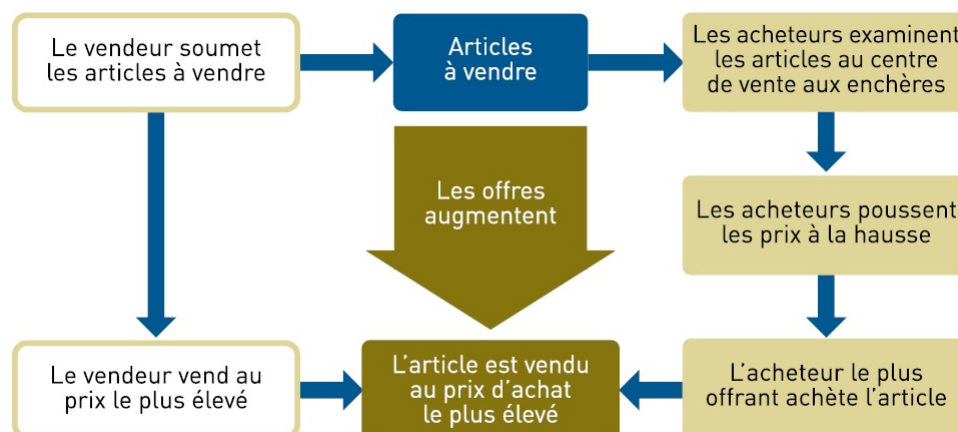 Le vendeur soumet
les articles à vendre
Articles
à vendre
Les acheteurs examinent
les articles au centre
de vente aux enchères
Les offres
augmentent
Les acheteurs poussent
les prix à la hausse
Le vendeur vend au
prix le plus élevé
L'article est vendu
au prix d'achat
le plus élevé
L'acheteur le plus
offrant achète l'article